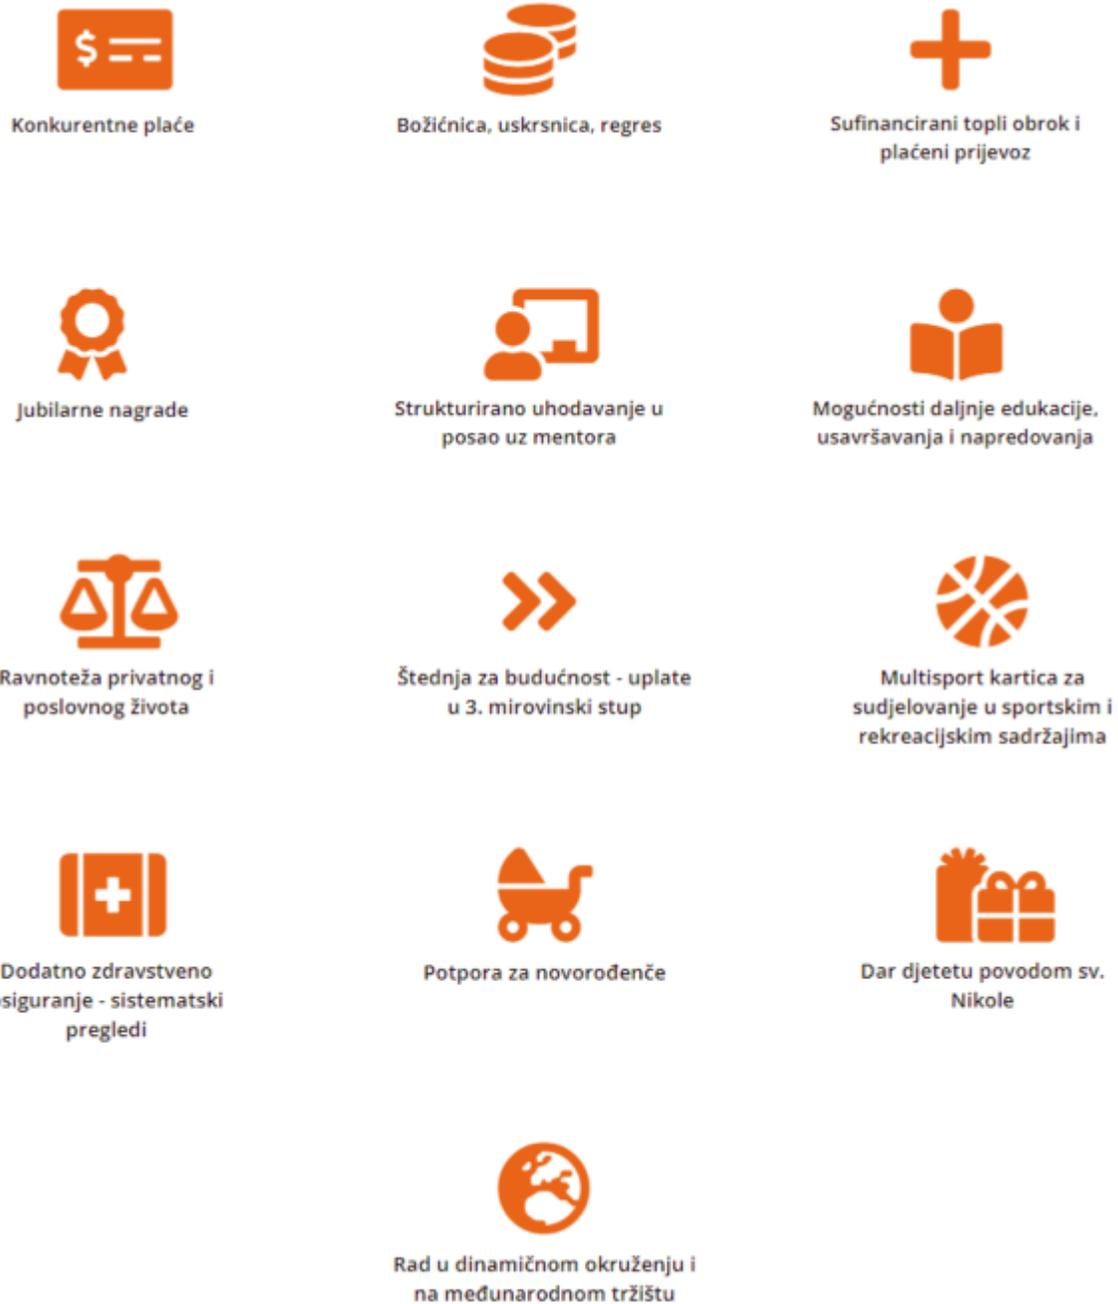 Konkurentne plaće
Božićnica, uskrsnica, regres
Sufinancirani topli obrok i
plaćeni prijevoz
Jubilarne nagrade
Strukturirano uhodavanje u
posao uz mentora
Mogućnosti daljnje edukacije,
usavršavanja i napredovanja
Ravnoteža privatnog i
poslovnog života
Štednja za budućnost - uplate
u 3. mirovinski stup
Multisport kartica za
sudjelovanje u sportskim i
rekreacijskim sadržajima
Dodatno zdravstveno
siguranje - sistematski
pregledi
Potpora za novorođenče
Dar djetetu povodom sv.
Nikole
Rad u dinamičnom okruženju i
na međunarodnom tržištu